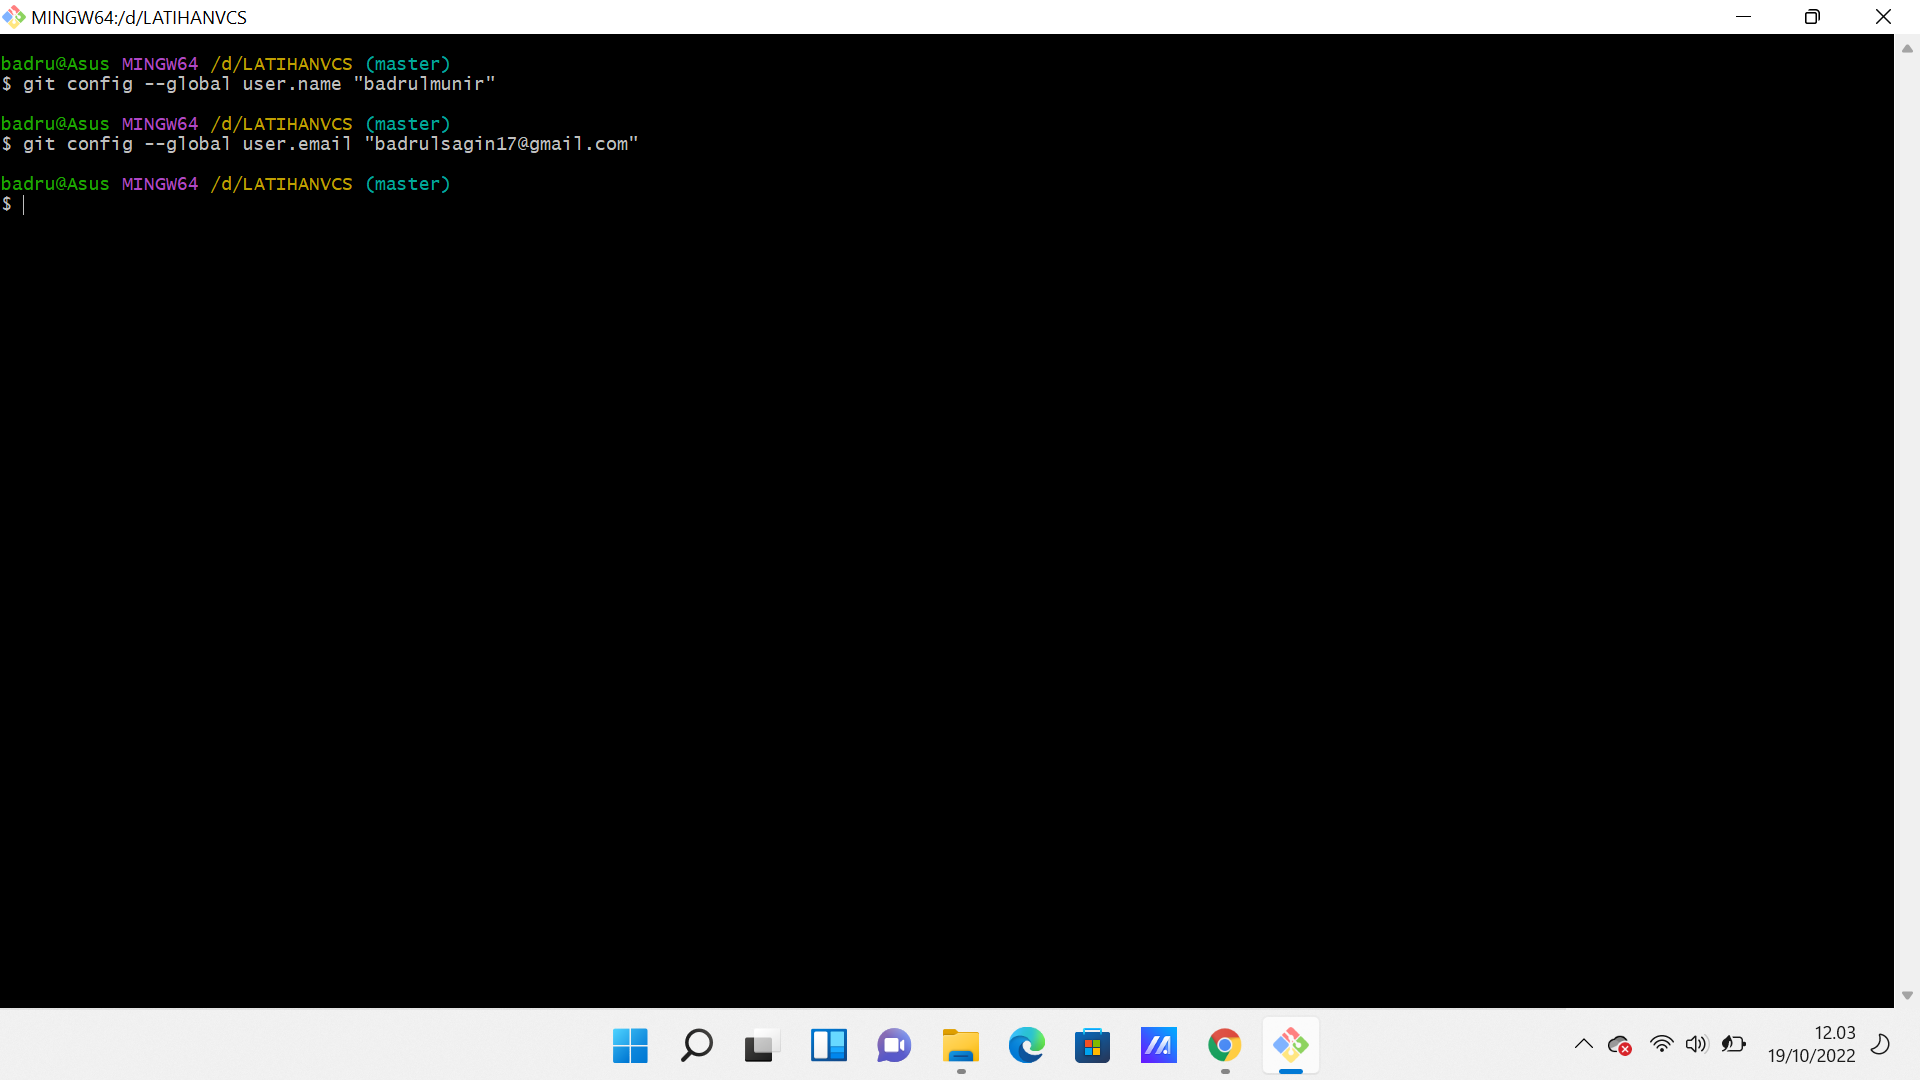 MINGW64:/d/LATIHANVCS
badru@Asus MINGW64 /d/LATIHANVCS (master)
$ git config --global user.name "badrulmunir"
badru@Asus MINGW64 /d/LATIHANVCS (master)
$ git config --global user.email "badrulsagin17@gmail.com"
badru@Asus MINGW64 /d/LATIHANVCS (master)
$
12.03
19/10/2022